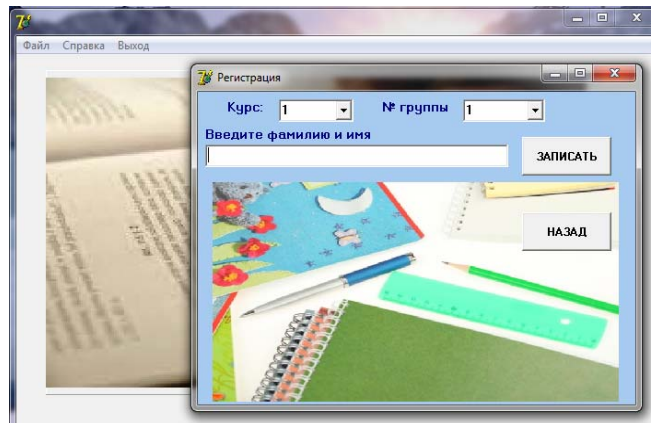 Файл Справка Выход
Регистрация
Курс: 1 № группы 1
Введите фамилию и имя
ЗАПИСАТЬ
НАЗАД